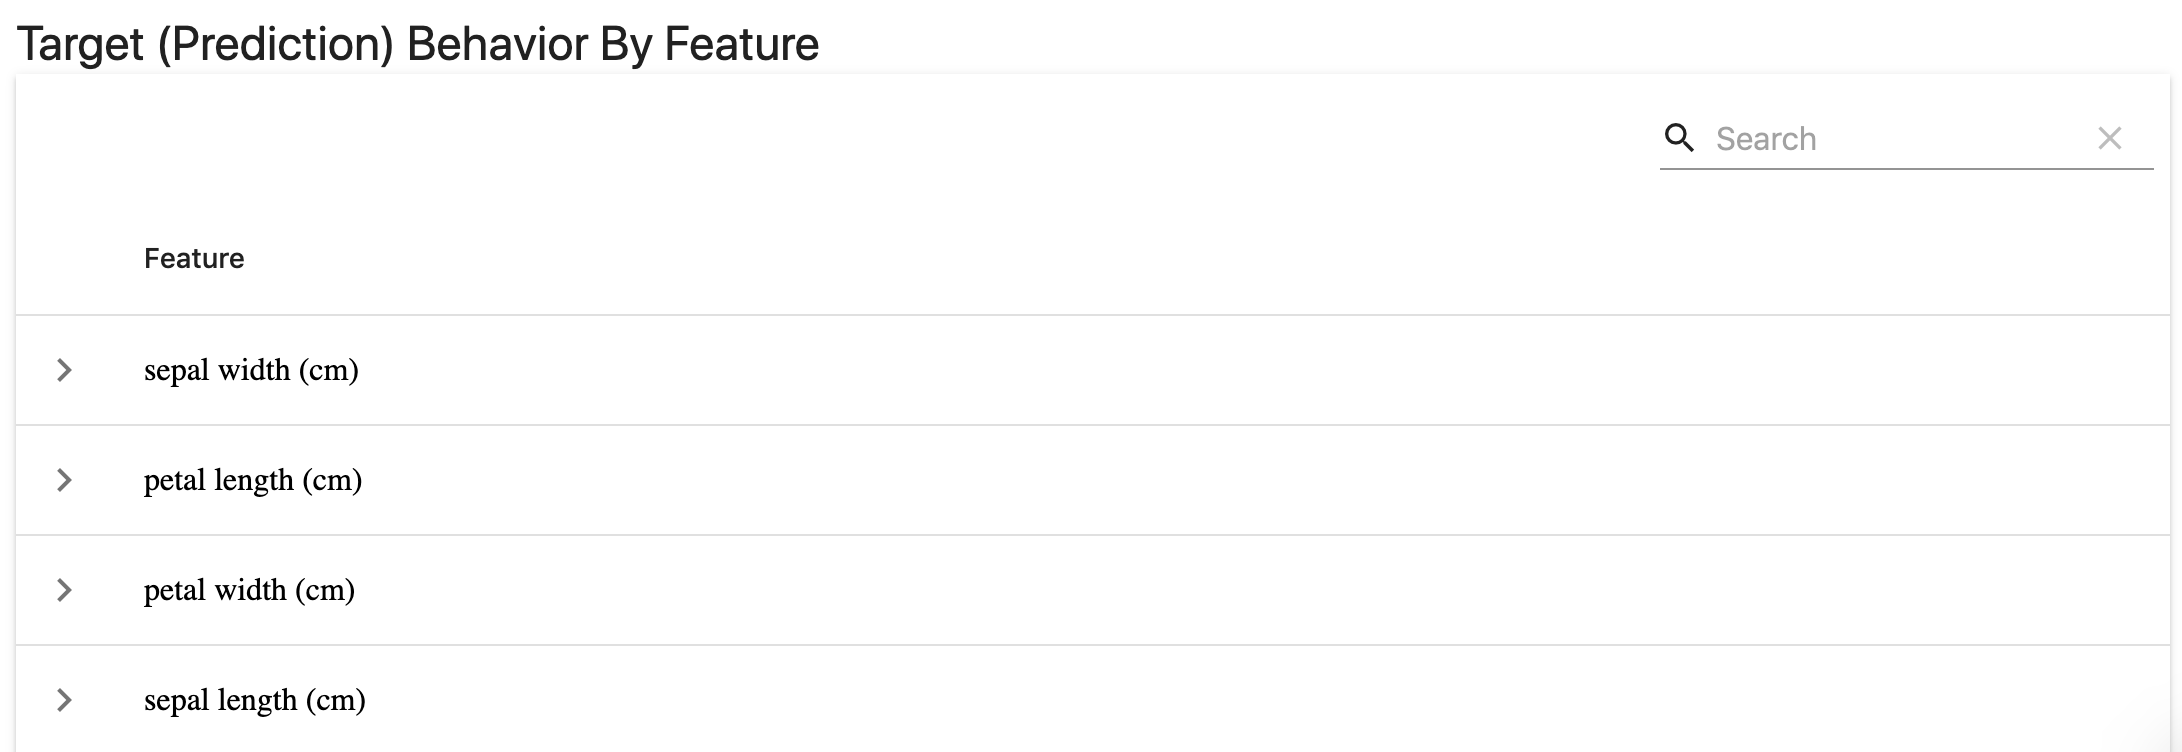 Target (Prediction) Behavior By Feature
Search
Feature
sepal width (cm)
petal length (cm)
petal width (cm)
sepal length (cm)